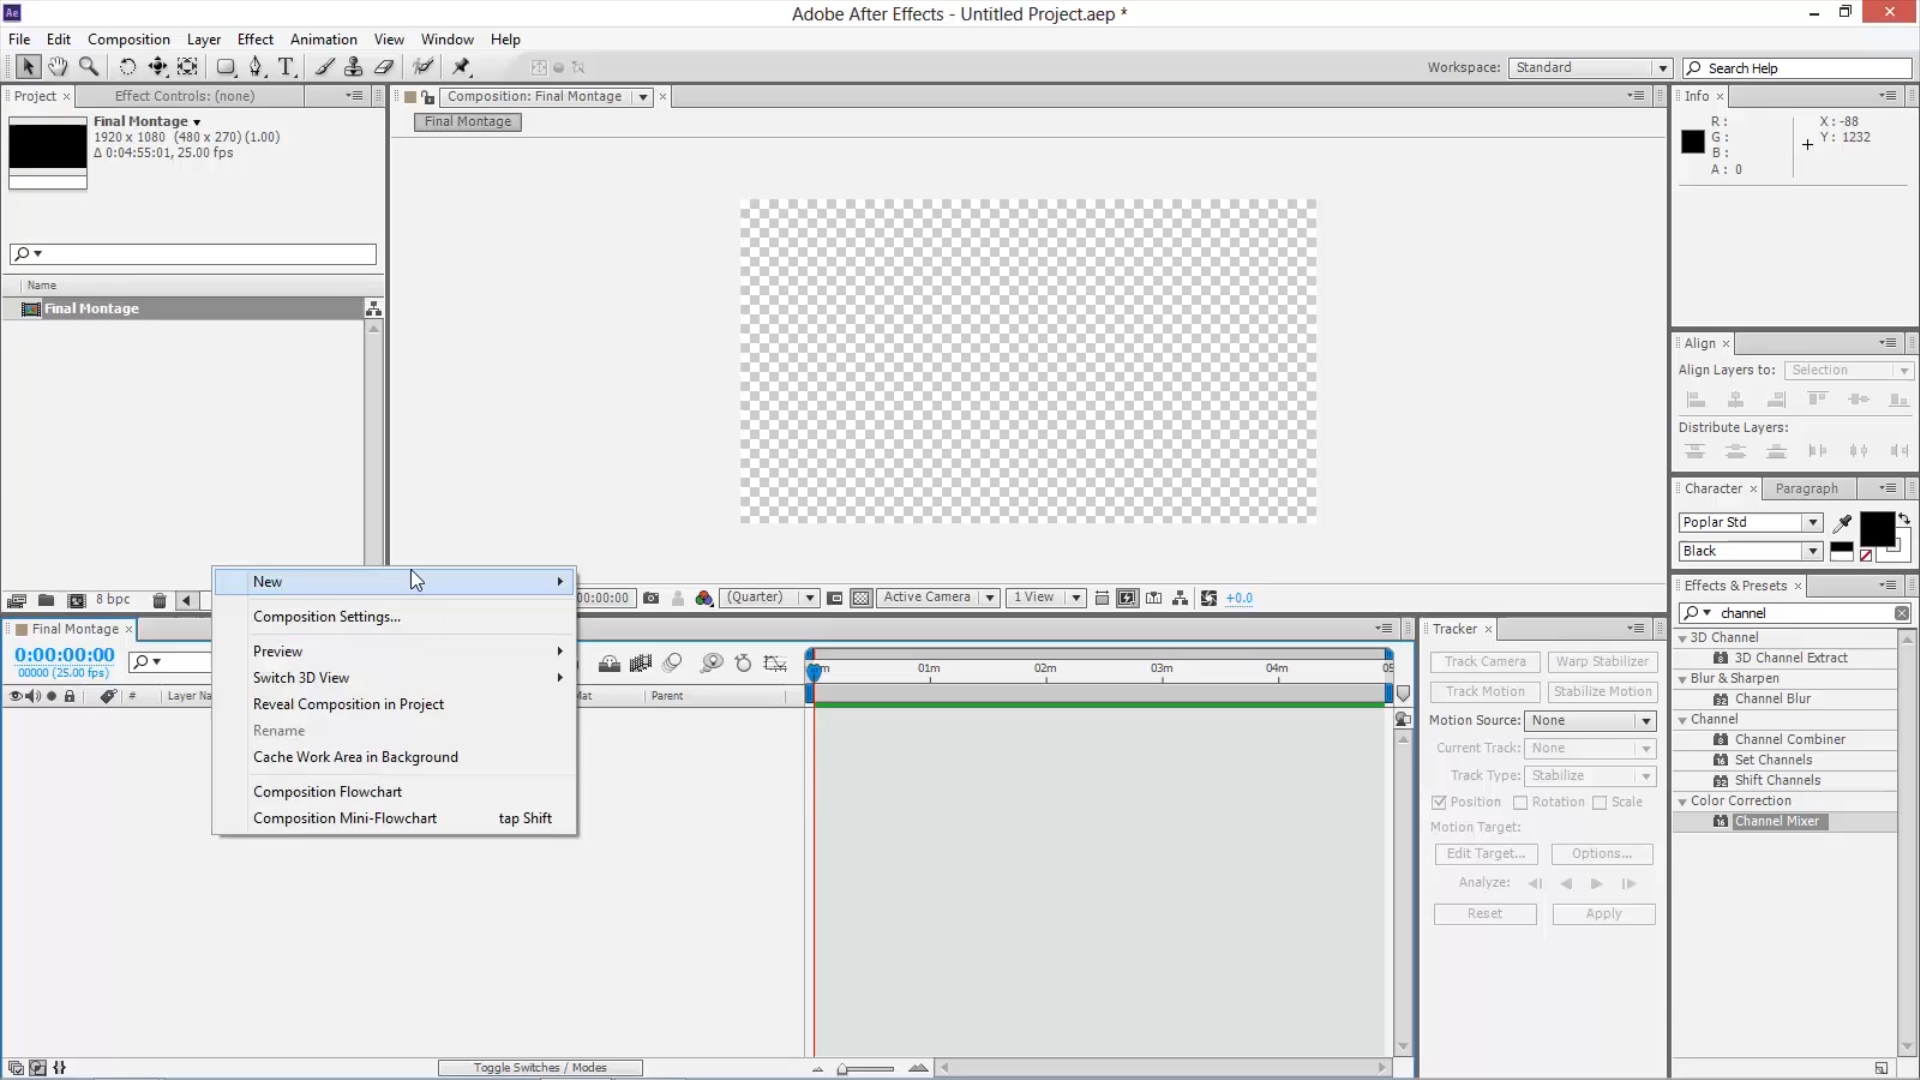 Ae Adobe After Effects - Untitled Project.aep *
File Edit Composition Layer Effect Animation View Window Help
Workspace: Standard Search Help
Project × Effect Controls: (none)
Final Montage
1920 x 1080 (480 x 270) (1.00)
Δ 0:04:55:01, 25.00 fps
Name
Final Montage
8 bpc
Composition: Final Montage ×
Final Montage
:00:00:00 (Quarter) Active Camera 1 View +0.0
Info ×
R : X : -88
G : Y : 1232
B :
A : 0
Align ×
Align Layers to: Selection
Distribute Layers:
Character × Paragraph
Poplar Std
Black
Effects & Presets ×
channel
3D Channel
3D Channel Extract
Blur & Sharpen
Channel Blur
Channel
Channel Combiner
Set Channels
Shift Channels
Color Correction
Channel Mixer
New
Composition Settings...
Preview
Switch 3D View
Reveal Composition in Project
Rename
Cache Work Area in Background
Composition Flowchart
Composition Mini-Flowchart tap Shift
Final Montage ×
0:00:00:00
00000 (25.00 fps)
# Layer Na Mat Parent
01m 02m 03m 04m 05
Toggle Switches / Modes
Tracker ×
Track Camera Warp Stabilizer
Track Motion Stabilize Motion
Motion Source: None
Current Track: None
Track Type: Stabilize
Position Rotation Scale
Motion Target:
Edit Target... Options...
Analyze:
Reset Apply